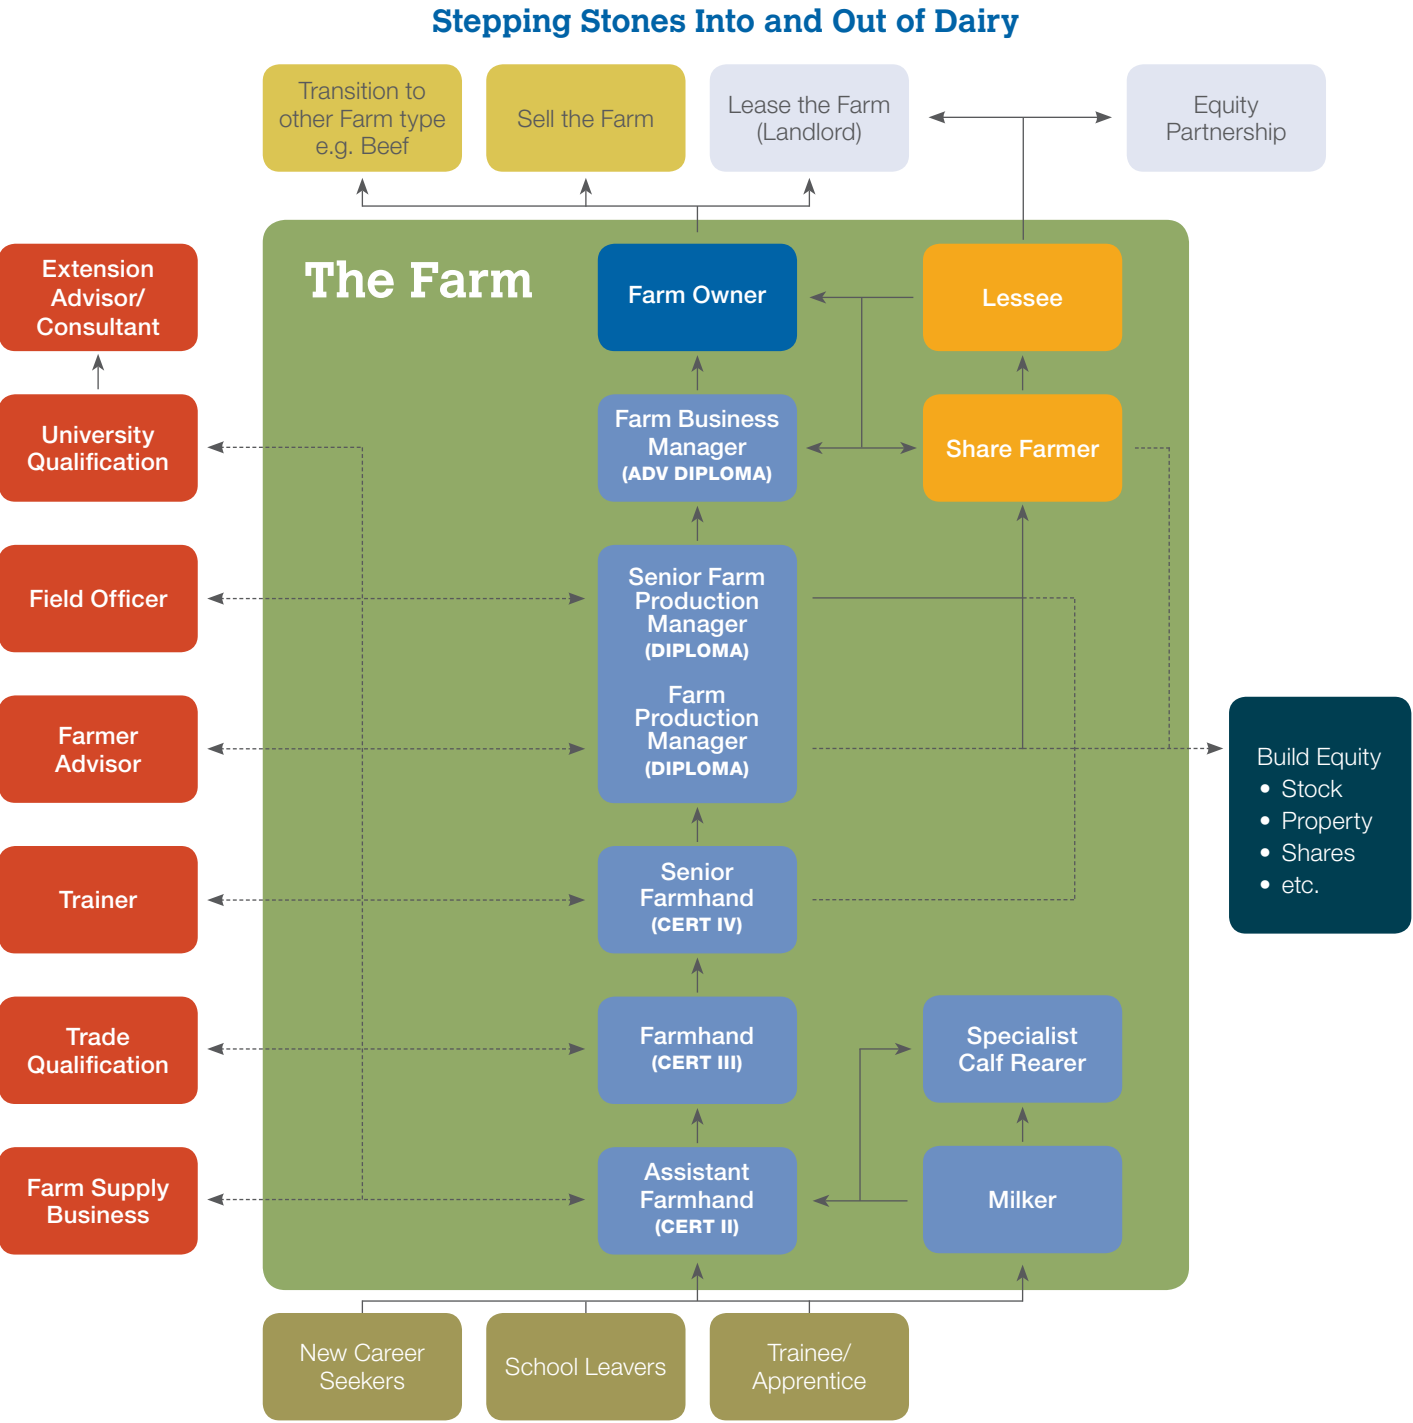 Stepping Stones Into and Out of Dairy
Transition to
other Farm type
e.g. Beef
Sell the Farm
Lease the Farm
(Landlord)
Equity
Partnership
The Farm
Extension
Advisor/
Consultant
Farm Owner
Lessee
University
Qualification
Farm Business
Manager
(ADV DIPLOMA)
Share Farmer
Field Officer
Senior Farm
Production
Manager
(DIPLOMA)
Farmer
Advisor
Farm
Production
Manager
(DIPLOMA)
Build Equity
• Stock
• Property
• Shares
• etc.
Trainer
Senior
Farmhand
(CERT IV)
Trade
Qualification
Farmhand
(CERT III)
Specialist
Calf Rearer
Farm Supply
Business
Assistant
Farmhand
(CERT II)
Milker
New Career
Seekers
School Leavers
Trainee/
Apprentice